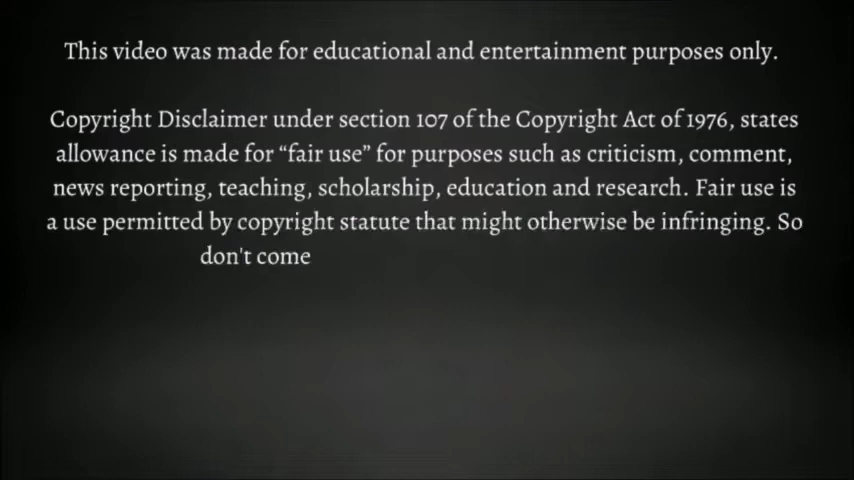 This video was made for educational and entertainment purposes only.
Copyright Disclaimer under section 107 of the Copyright Act of 1976, states
allowance is made for “fair use” for purposes such as criticism, comment,
news reporting, teaching, scholarship, education and research. Fair use is
a use permitted by copyright statute that might otherwise be infringing. So
don't come